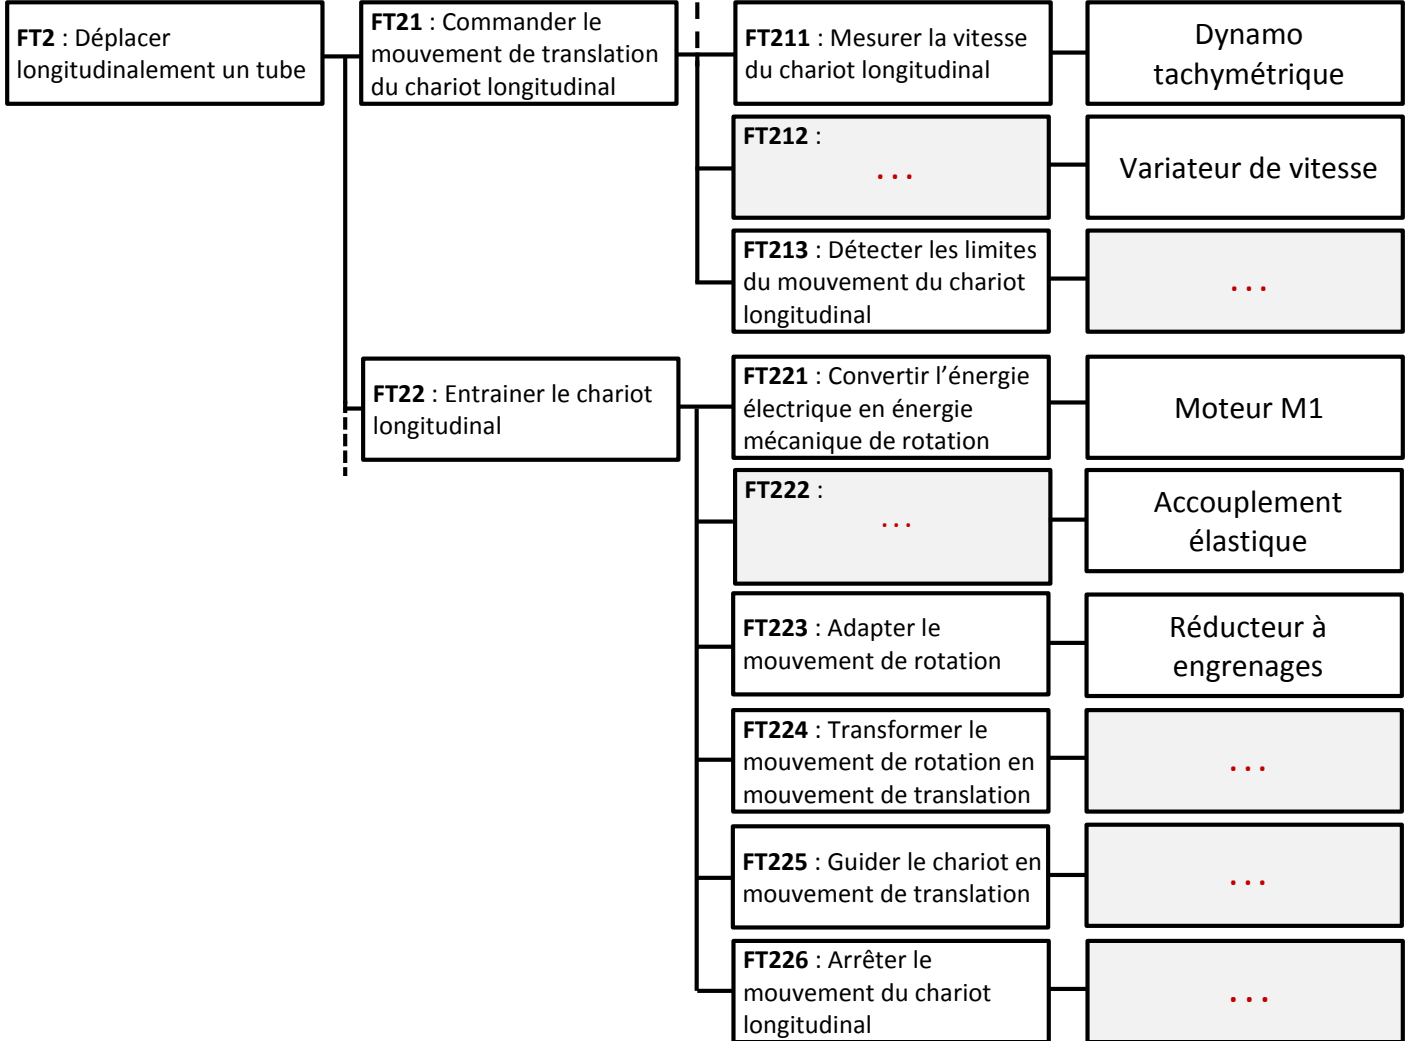 FT2 : Déplacer
longitudinalement un tube
FT21 : Commander le
mouvement de translation
du chariot longitudinal
FT211 : Mesurer la vitesse
du chariot longitudinal
Dynamo
tachymétrique
FT212 :
...
Variateur de vitesse
FT213 : Détecter les limites
du mouvement du chariot
longitudinal
...
FT22 : Entrainer le chariot
longitudinal
FT221 : Convertir l’énergie
électrique en énergie
mécanique de rotation
Moteur M1
FT222 :
...
Accouplement
élastique
FT223 : Adapter le
mouvement de rotation
Réducteur à
engrenages
FT224 : Transformer le
mouvement de rotation en
mouvement de translation
...
FT225 : Guider le chariot en
mouvement de translation
...
FT226 : Arrêter le
mouvement du chariot
longitudinal
...